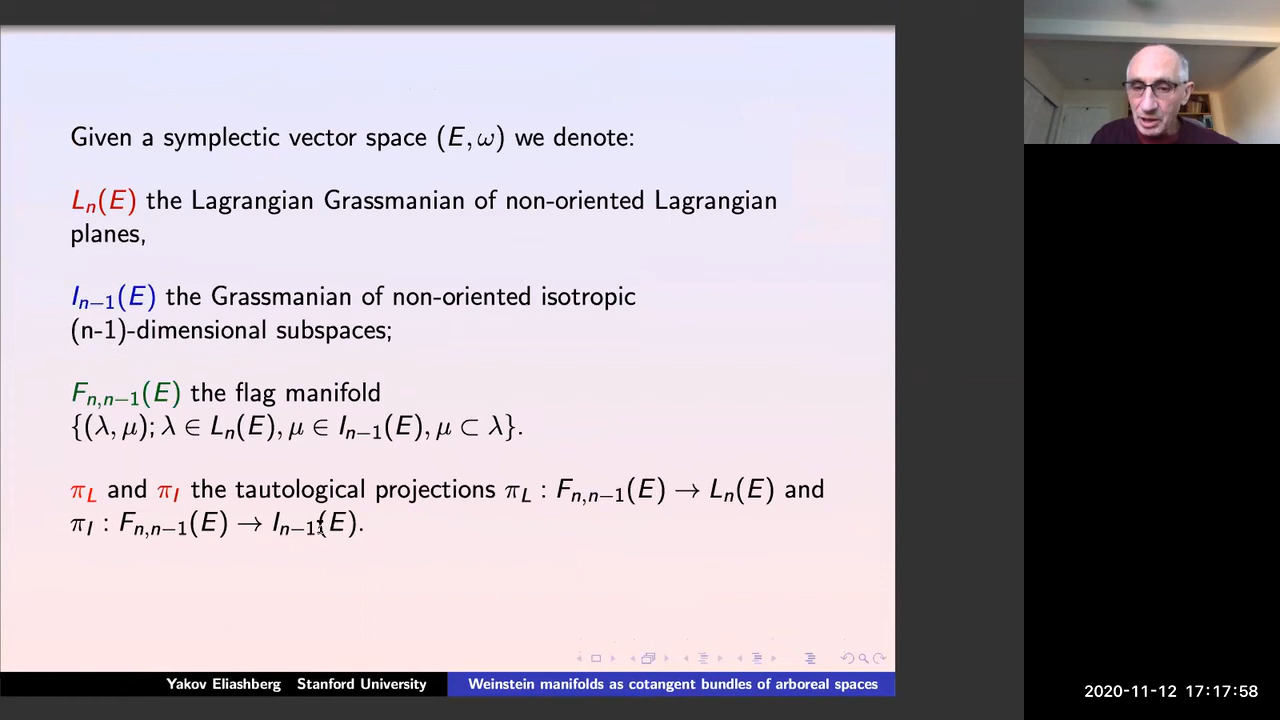 Given a symplectic vector space (E, ω) we denote:
Lₙ(E) the Lagrangian Grassmanian of non-oriented Lagrangian
planes,
Iₙ₋₁(E) the Grassmanian of non-oriented isotropic
(n-1)-dimensional subspaces;
Fₙ,ₙ₋₁(E) the flag manifold
{(λ, μ); λ ∈ Lₙ(E), μ ∈ Iₙ₋₁(E), μ ⊂ λ}.
π_L and π_I the tautological projections π_L : Fₙ,ₙ₋₁(E) → Lₙ(E) and
π_I : Fₙ,ₙ₋₁(E) → Iₙ₋₁(E).
Yakov Eliashberg Stanford University Weinstein manifolds as cotangent bundles of arboreal spaces
2020-11-12 17:17:58